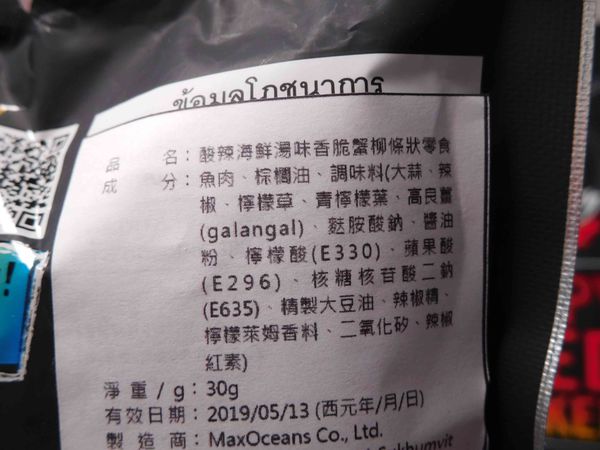 ข้อมูลโภชนาการ
品 名：酸辣海鮮湯味香脆蟹柳條狀零食
成 分：魚肉、棕櫚油、調味料(大蒜、辣
椒、檸檬草、青檸檬葉、高良薑
(galangal)、麩胺酸鈉、醬油
粉、檸檬酸(E330)、蘋果酸
(E296)、核糖核苷酸二鈉
(E635)、精製大豆油、辣椒精、
檸檬萊姆香料、二氧化矽、辣椒
紅素)
淨 重 / g：30g
有效日期：2019/05/13 (西元年/月/日)
製 造 商：MaxOceans Co., Ltd.
Sukhumvit